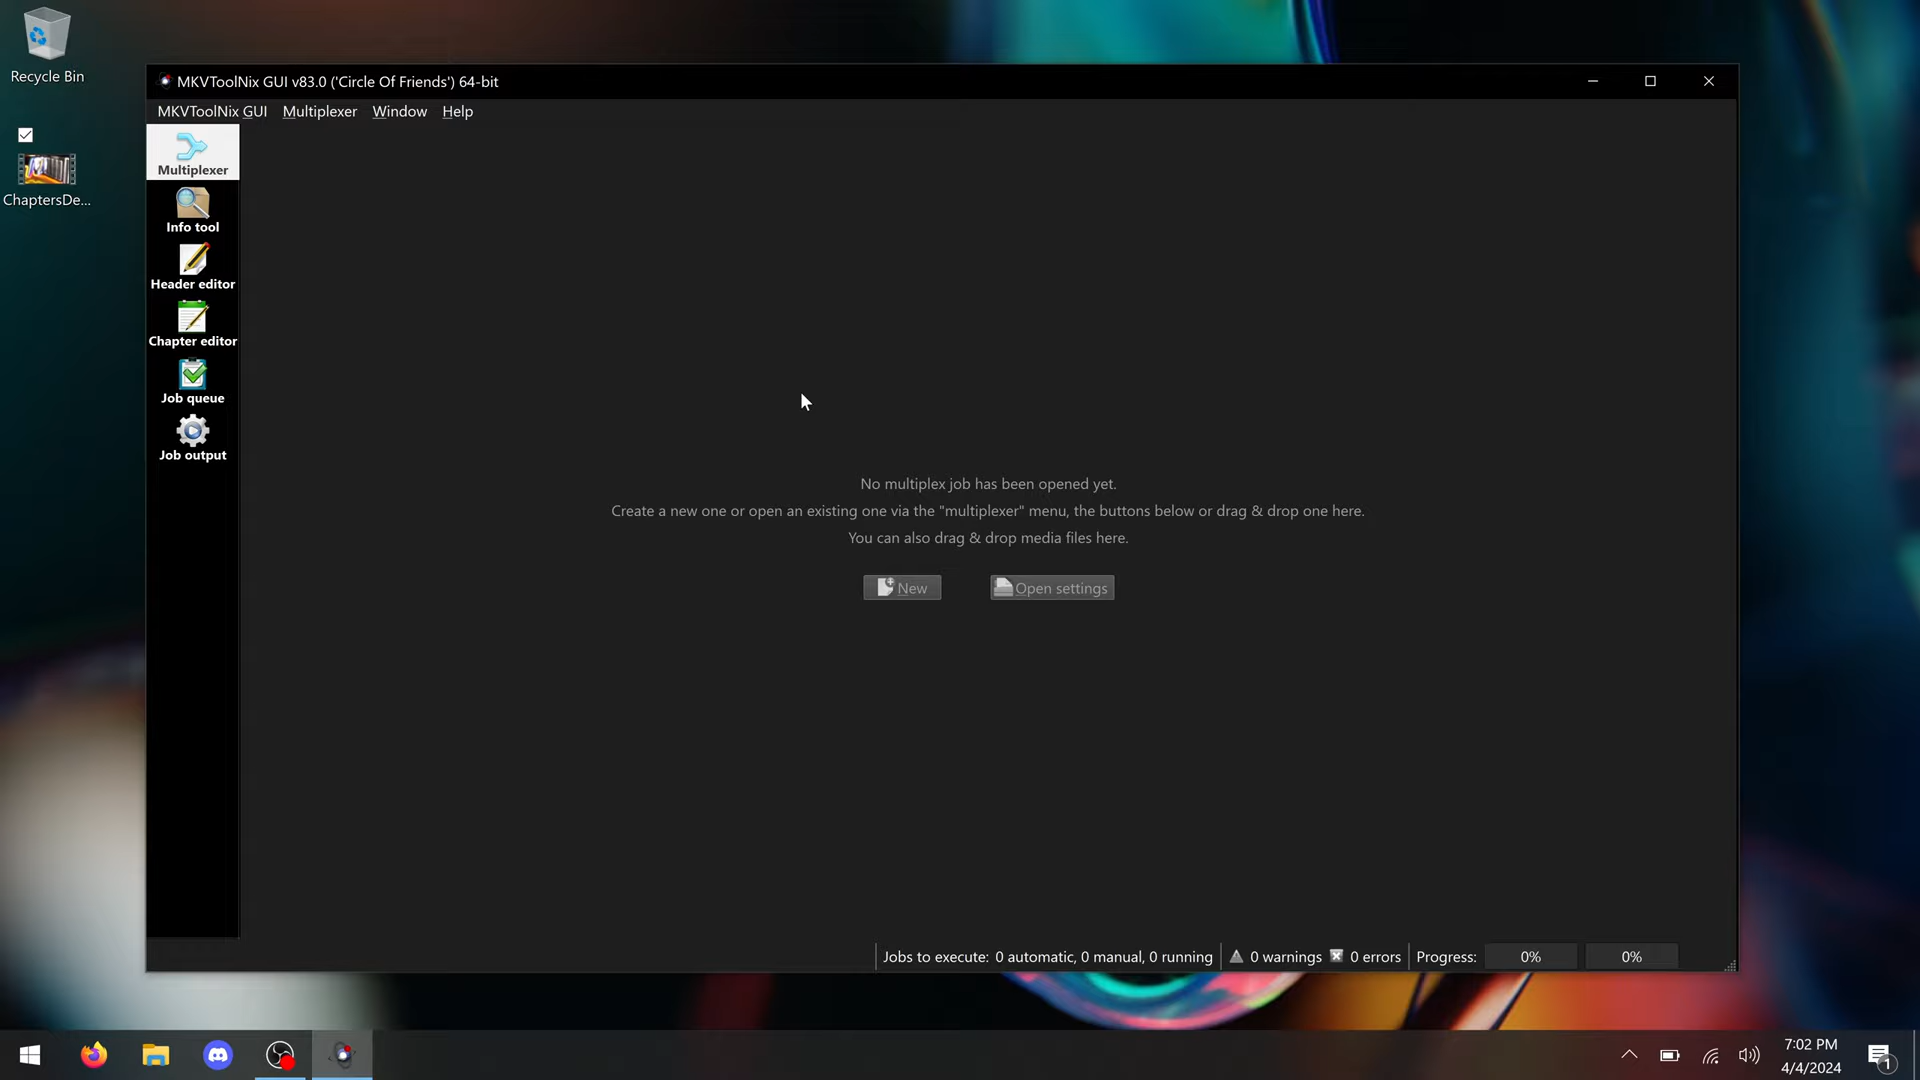 Recycle Bin
ChaptersDe...
MKVToolNix GUI v83.0 ('Circle Of Friends') 64-bit
MKVToolNix GUI Multiplexer Window Help
Multiplexer
Info tool
Header editor
Chapter editor
Job queue
Job output
No multiplex job has been opened yet.
Create a new one or open an existing one via the "multiplexer" menu, the buttons below or drag & drop one here.
You can also drag & drop media files here.
New Open settings
Jobs to execute: 0 automatic, 0 manual, 0 running 0 warnings 0 errors Progress: 0% 0%
7:02 PM
4/4/2024
1